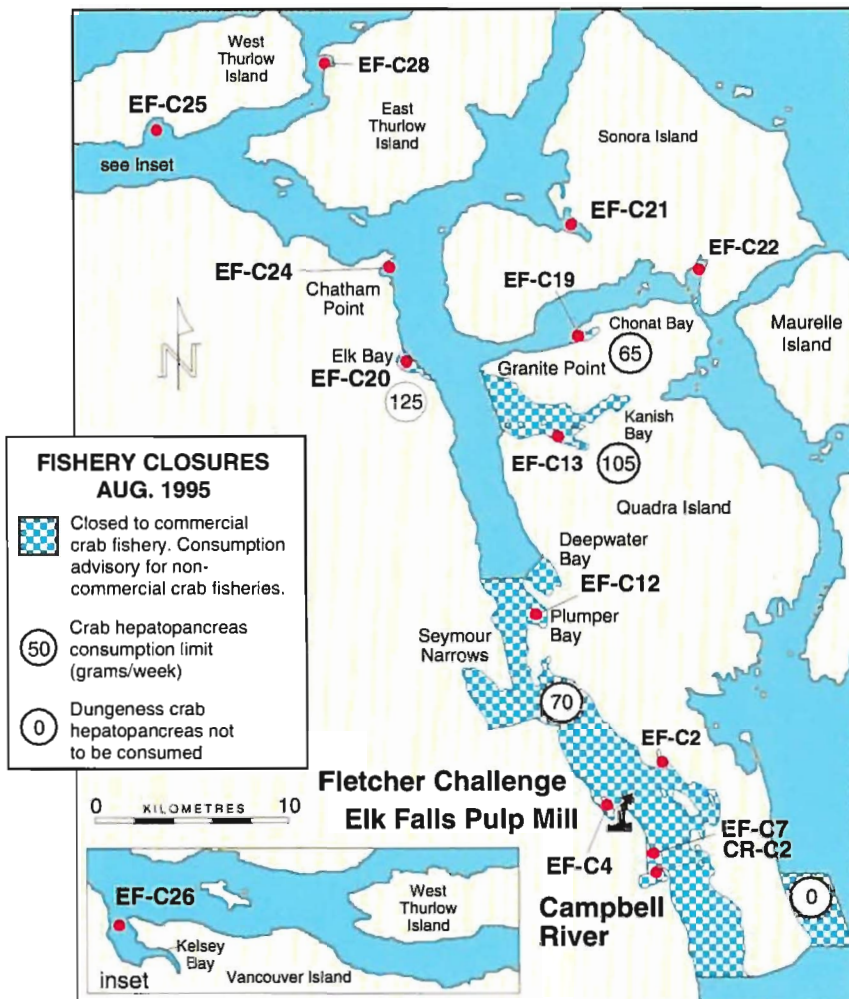 West
Thurlow
Island
EF-C28
EF-C25
East
Thurlow
Island
Sonora Island
see Inset
EF-C21
EF-C24
EF-C22
Chatham
Point
EF-C19
Chonat Bay
Maurelle
Island
N
Elk Bay
EF-C20
65
Granite Point
125
Kanish
Bay
EF-C13
105
Quadra Island
FISHERY CLOSURES
AUG. 1995
Closed to commercial
crab fishery. Consumption
advisory for non-
commercial crab fisheries.
50
Crab hepatopancreas
consumption limit
(grams/week)
0
Dungeness crab
hepatopancreas not
to be consumed
Deepwater
Bay
EF-C12
Plumper
Bay
Seymour
Narrows
70
EF-C2
Fletcher Challenge
Elk Falls Pulp Mill
0 KILOMETRES 10
EF-C7
CR-C2
EF-C4
Campbell
River
0
EF-C26
West
Thurlow
Island
Kelsey
Bay
inset
Vancouver Island